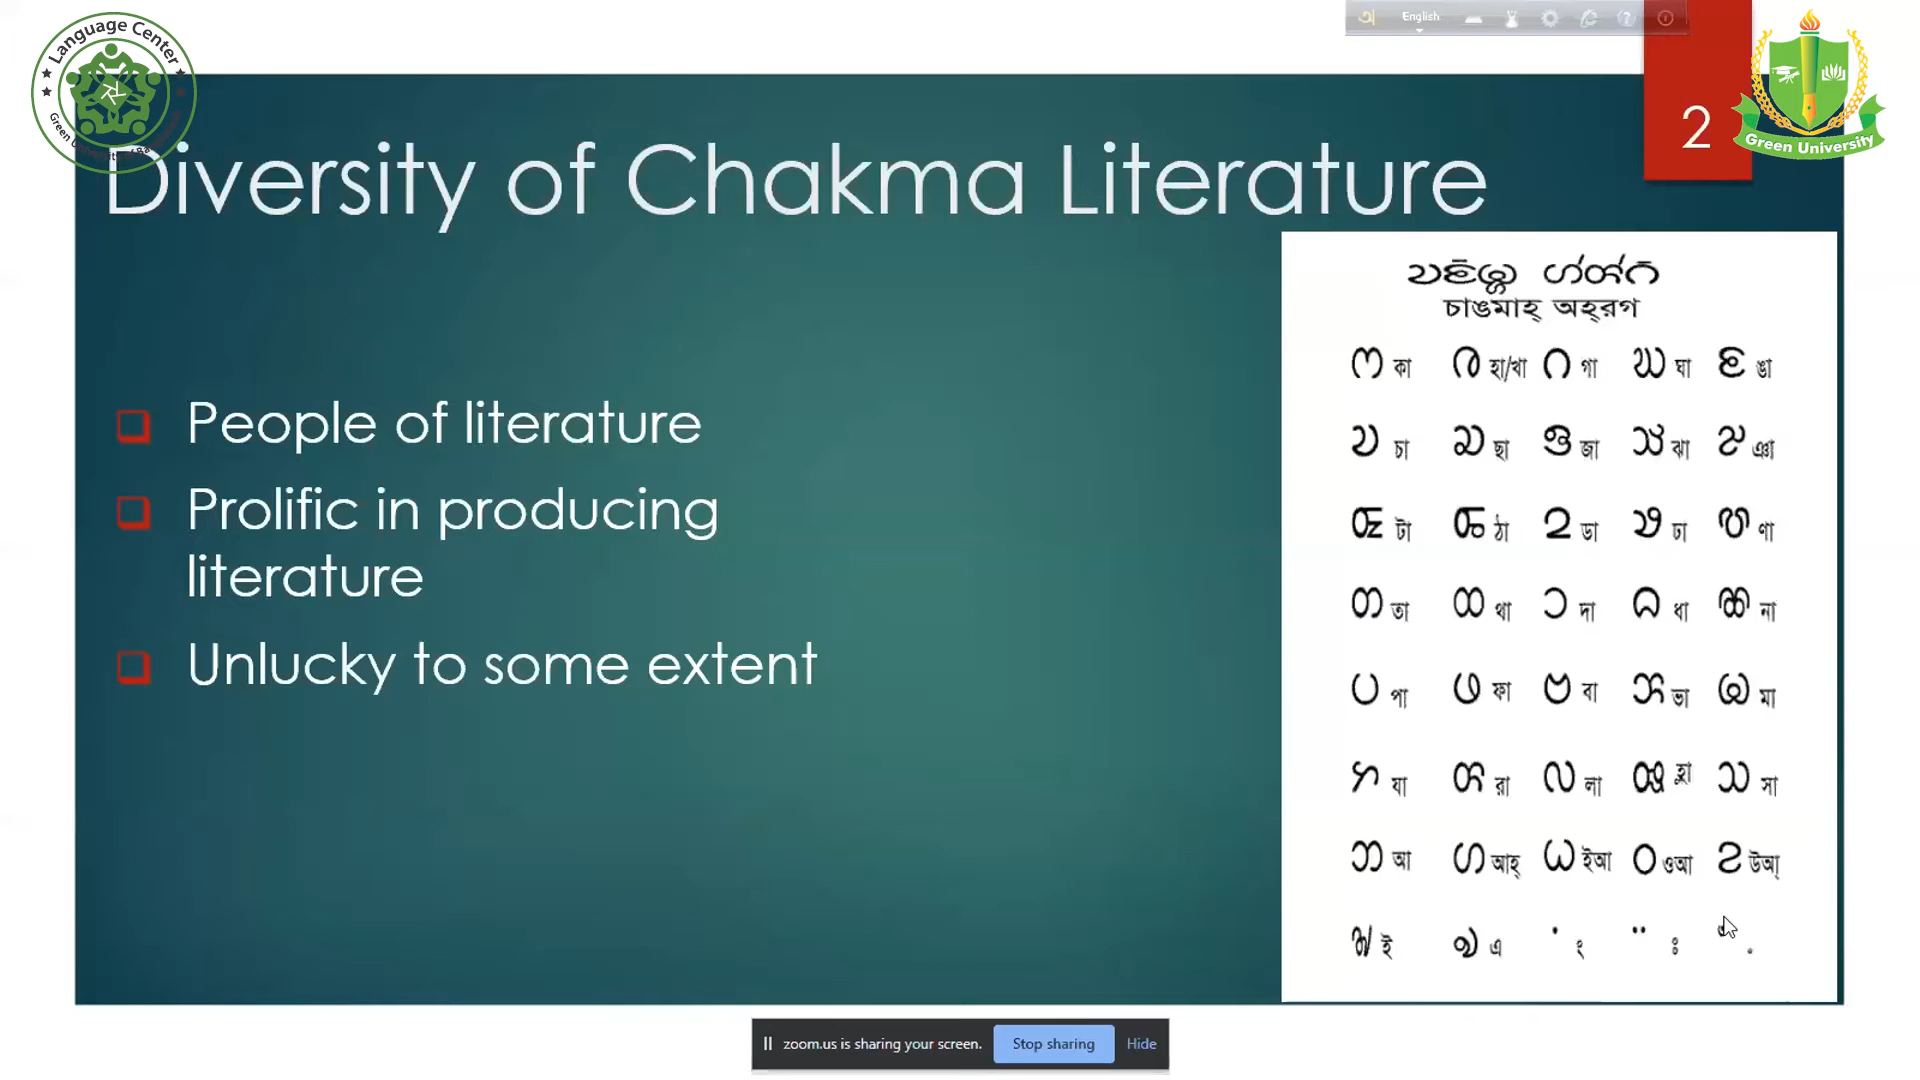 Language Center
English
2
Green University
Diversity of Chakma Literature
People of literature
Prolific in producing
literature
Unlucky to some extent
চাঙমাহ্ অহ্‌রগ
𑄇 কা 𑄈 হা/খা 𑄉 গা 𑄊 ঘা 𑄋 ঙা
𑄌 চা 𑄍 ছা 𑄎 জা 𑄏 ঝা 𑄐 ঞা
𑄑 টা 𑄒 ঠা 𑄓 ডা 𑄔 ঢা 𑄕 ণা
𑄖 তা 𑄗 থা 𑄘 দা 𑄙 ধা 𑄚 না
𑄛 পা 𑄜 ফা 𑄝 বা 𑄞 ভা 𑄟 মা
𑄠 যা 𑄢 রা 𑄣 লা হ্লা 𑄥 সা
𑄃 আ 𑄦 আহ্ ইআ ওআ উআ্
𑄄 ই 𑄆 এ ং ঃ
zoom.us is sharing your screen. Stop sharing Hide